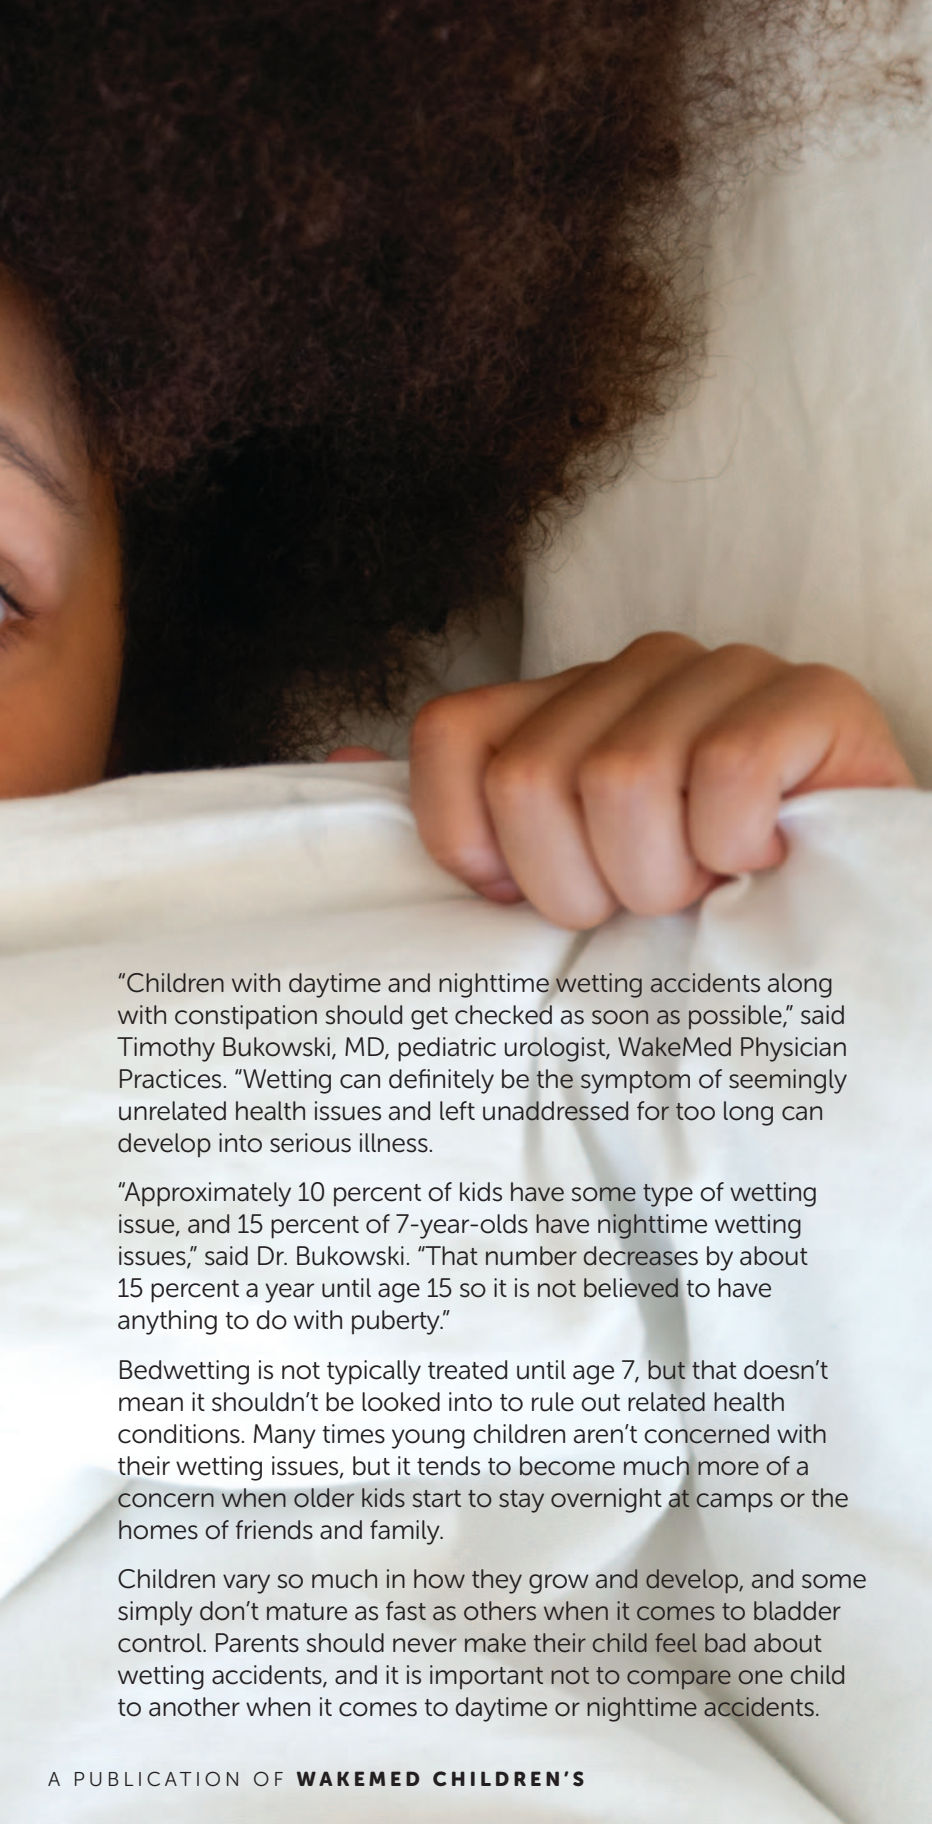 “Children with daytime and nighttime wetting accidents along
with constipation should get checked as soon as possible,” said
Timothy Bukowski, MD, pediatric urologist, WakeMed Physician
Practices. “Wetting can definitely be the symptom of seemingly
unrelated health issues and left unaddressed for too long can
develop into serious illness.
“Approximately 10 percent of kids have some type of wetting
issue, and 15 percent of 7-year-olds have nighttime wetting
issues,” said Dr. Bukowski. “That number decreases by about
15 percent a year until age 15 so it is not believed to have
anything to do with puberty.”
Bedwetting is not typically treated until age 7, but that doesn’t
mean it shouldn’t be looked into to rule out related health
conditions. Many times young children aren’t concerned with
their wetting issues, but it tends to become much more of a
concern when older kids start to stay overnight at camps or the
homes of friends and family.
Children vary so much in how they grow and develop, and some
simply don’t mature as fast as others when it comes to bladder
control. Parents should never make their child feel bad about
wetting accidents, and it is important not to compare one child
to another when it comes to daytime or nighttime accidents.
A PUBLICATION OF WAKEMED CHILDREN’S